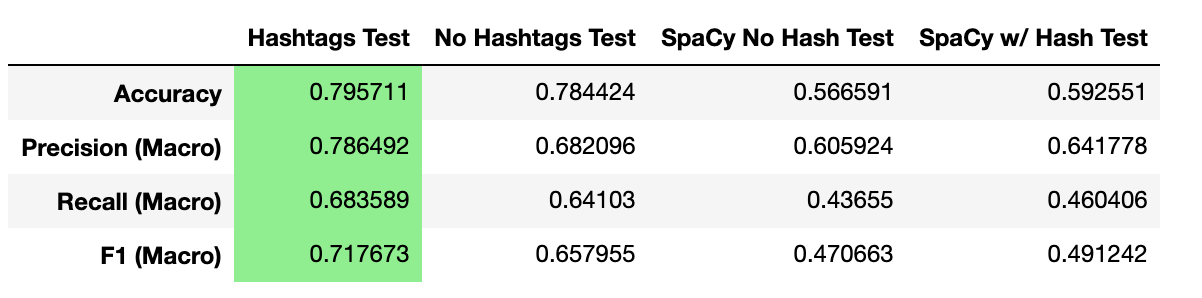 Hashtags Test No Hashtags Test SpaCy No Hash Test SpaCy w/ Hash Test
Accuracy 0.795711 0.784424 0.566591 0.592551
Precision (Macro) 0.786492 0.682096 0.605924 0.641778
Recall (Macro) 0.683589 0.64103 0.43655 0.460406
F1 (Macro) 0.717673 0.657955 0.470663 0.491242